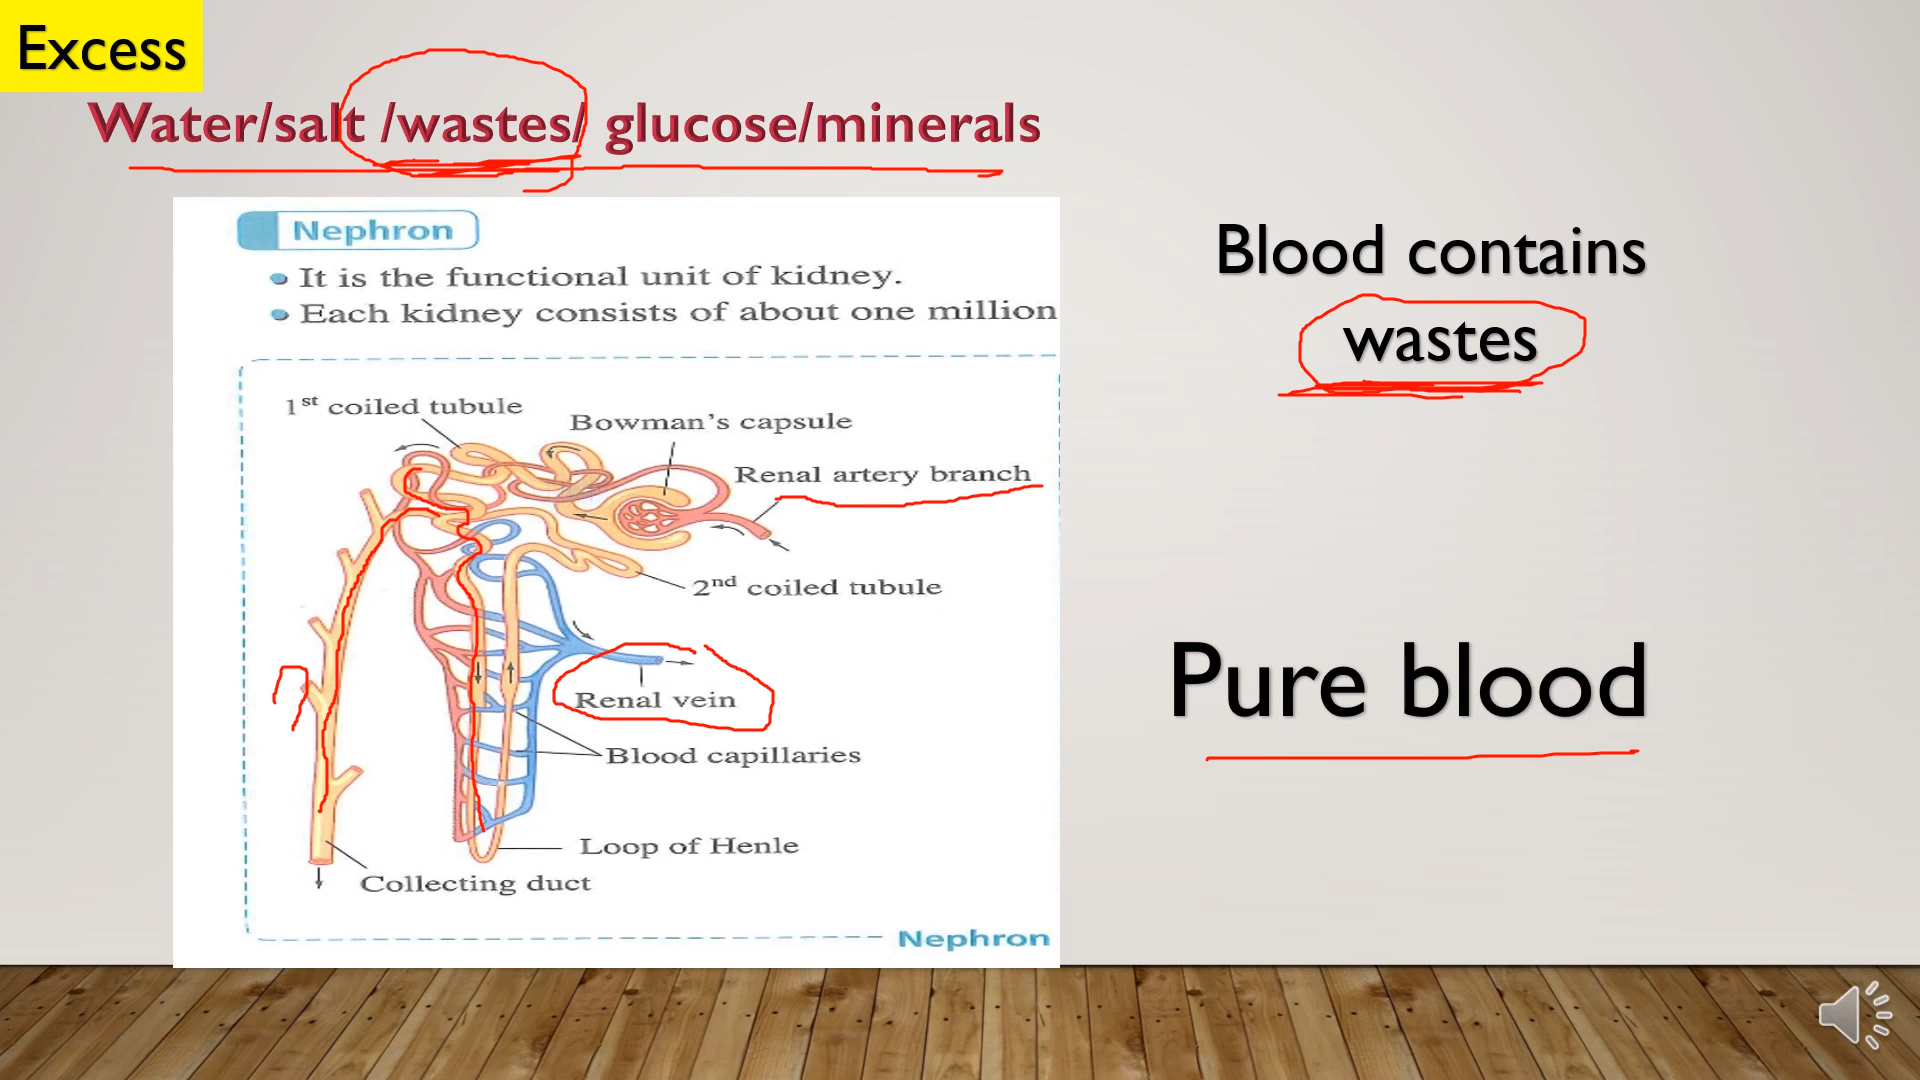 Excess
Water/salt /wastes/ glucose/minerals
Nephron
It is the functional unit of kidney.
Each kidney consists of about one million
Blood contains
wastes
1st coiled tubule
Bowman's capsule
Renal artery branch
2nd coiled tubule
Renal vein
Pure blood
Blood capillaries
Loop of Henle
Collecting duct
Nephron